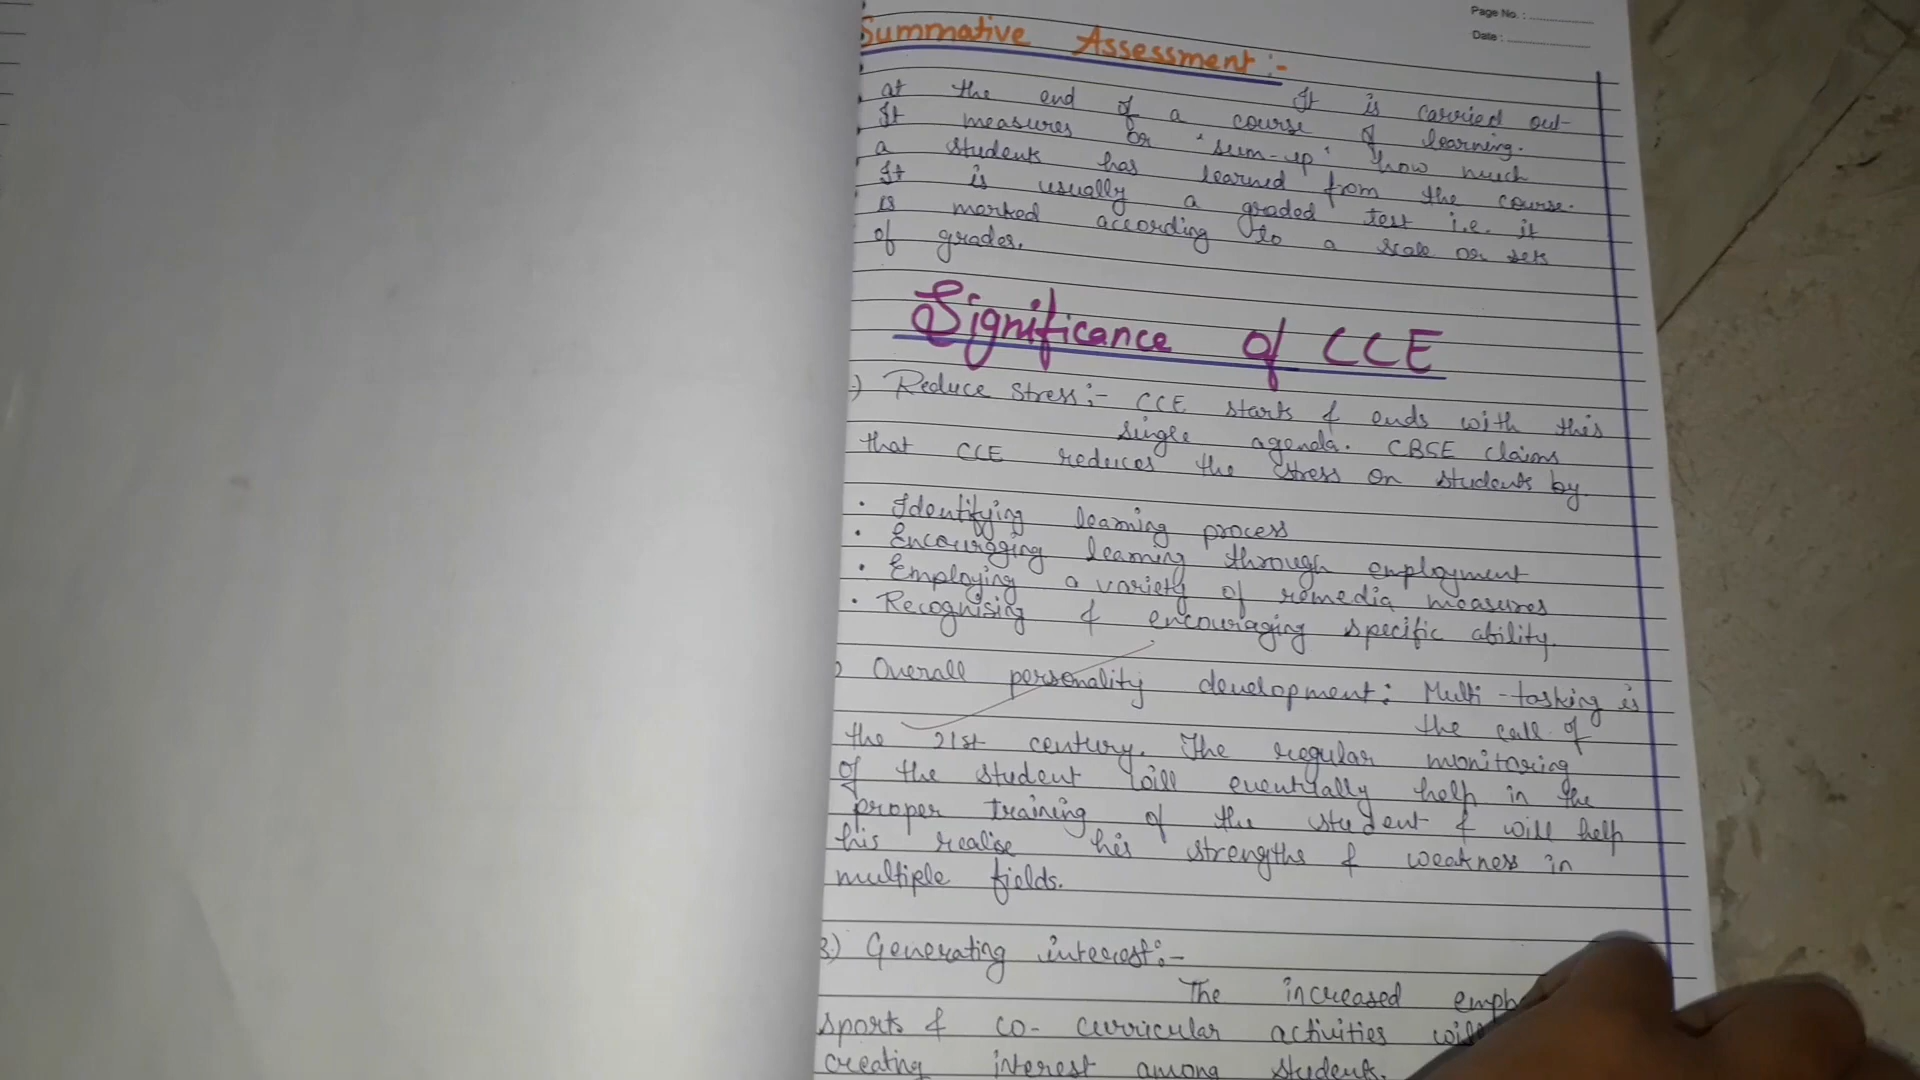 Page No. :
Date :
Summative Assessment :-
It is carried out
at the end of a course of learning.
It measures or 'sum-up' how much
a students has learned from the course.
It is usually a graded test i.e. it
is marked according to a scale or sets
of grades.
Significance of CCE
Reduce Stress :- CCE starts & ends with this
single agenda. CBSE claims
that CCE reduces the stress on students by
· Identifying learning process
· Encouraging learning through employment
· Employing a variety of remedia measures
· Recognising & encouraging specific ability.
Overall personality development : Multi-tasking is
the call of
the 21st century. The regular monitoring
of the student will eventually help in the
proper training of the student & will help
his realise his strengths & weakness in
multiple fields.
3.) Generating interest :-
The increased
sports & co-curricular activities
creating interest among students.